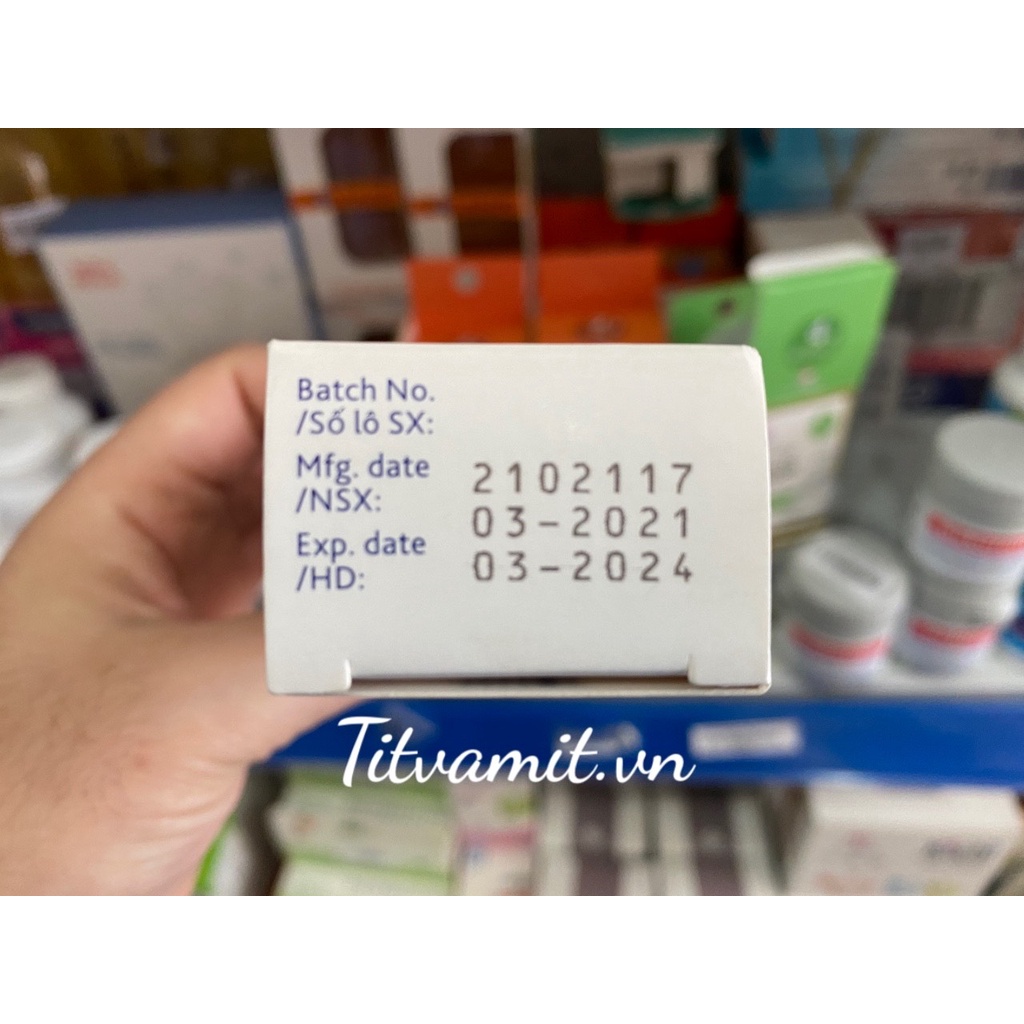 Batch No.
/Số lô SX:
Mfg. date
/NSX:
Exp. date
/HD:
2102117
03-2021
03-2024
Titvamit.vn